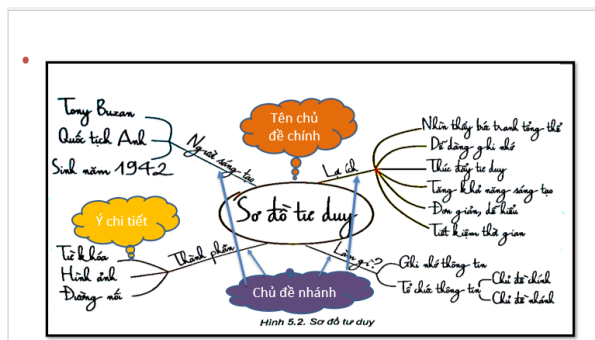 Tony Buzan
Quốc tịch Anh
Sinh năm 1942
Người sáng tạo
Tên chủ
đề chính
Lợi ích
Nhìn thấy bức tranh tổng thể
Dễ dàng ghi nhớ
Thúc đẩy tư duy
Tăng khả năng sáng tạo
Đơn giản, dễ hiểu
Tiết kiệm thời gian
Sơ đồ tư duy
Ý chi tiết
Thành phần
Từ khóa
Hình ảnh
Đường nối
Làm gì?
Ghi nhớ thông tin
Tổ chức thông tin
Chủ đề chính
Chủ đề nhánh
Chủ đề nhánh
Hình 5.2. Sơ đồ tư duy